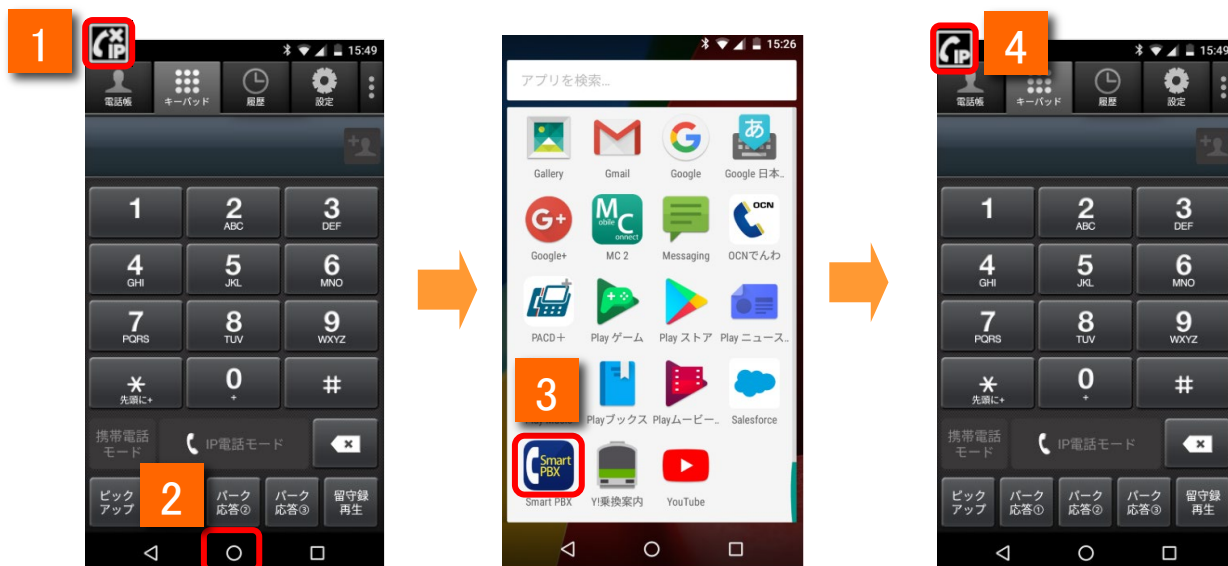 1
×
IP
15:49
電話帳
キーパッド
履歴
設定
1
2
ABC
3
DEF
4
GHI
5
JKL
6
MNO
7
PQRS
8
TUV
9
WXYZ
*
先頭に+
0
+
#
携帯電話
モード
IP電話モード
ピック
アップ
2
パーク
応答②
パーク
応答③
留守録
再生
15:26
アプリを検索...
あ
Gallery
Gmail
Google
Google 日本..
G+
MC
obile
onnect
OCN
Google+
MC 2
Messaging
OCNでんわ
PACD+
Play ゲーム
Play ストア
Play ニュース..
3
Playブックス
Playムービー..
Salesforce
Smart
PBX
Smart PBX
Y!乗換案内
YouTube
IP
4
15:49
電話帳
キーパッド
履歴
設定
1
2
ABC
3
DEF
4
GHI
5
JKL
6
MNO
7
PQRS
8
TUV
9
WXYZ
*
先頭に+
0
+
#
携帯電話
モード
IP電話モード
ピック
アップ
パーク
応答①
パーク
応答②
パーク
応答③
留守録
再生